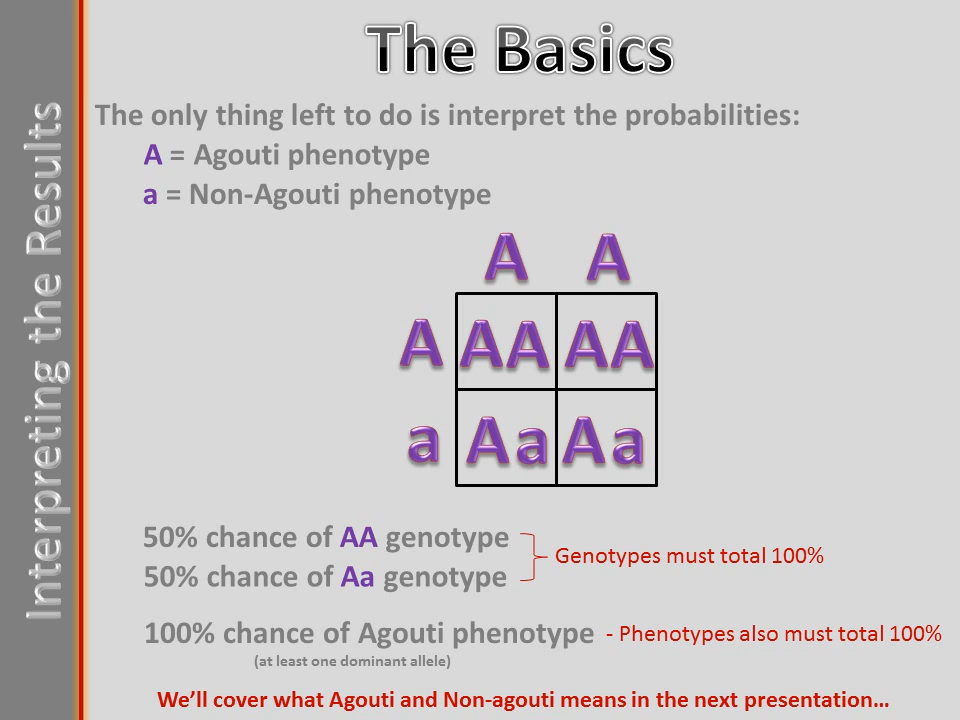 The Basics
Interpreting the Results
The only thing left to do is interpret the probabilities:
A = Agouti phenotype
a = Non-Agouti phenotype
A A
A AA AA
a Aa Aa
50% chance of AA genotype
50% chance of Aa genotype
Genotypes must total 100%
100% chance of Agouti phenotype - Phenotypes also must total 100%
(at least one dominant allele)
We'll cover what Agouti and Non-agouti means in the next presentation…